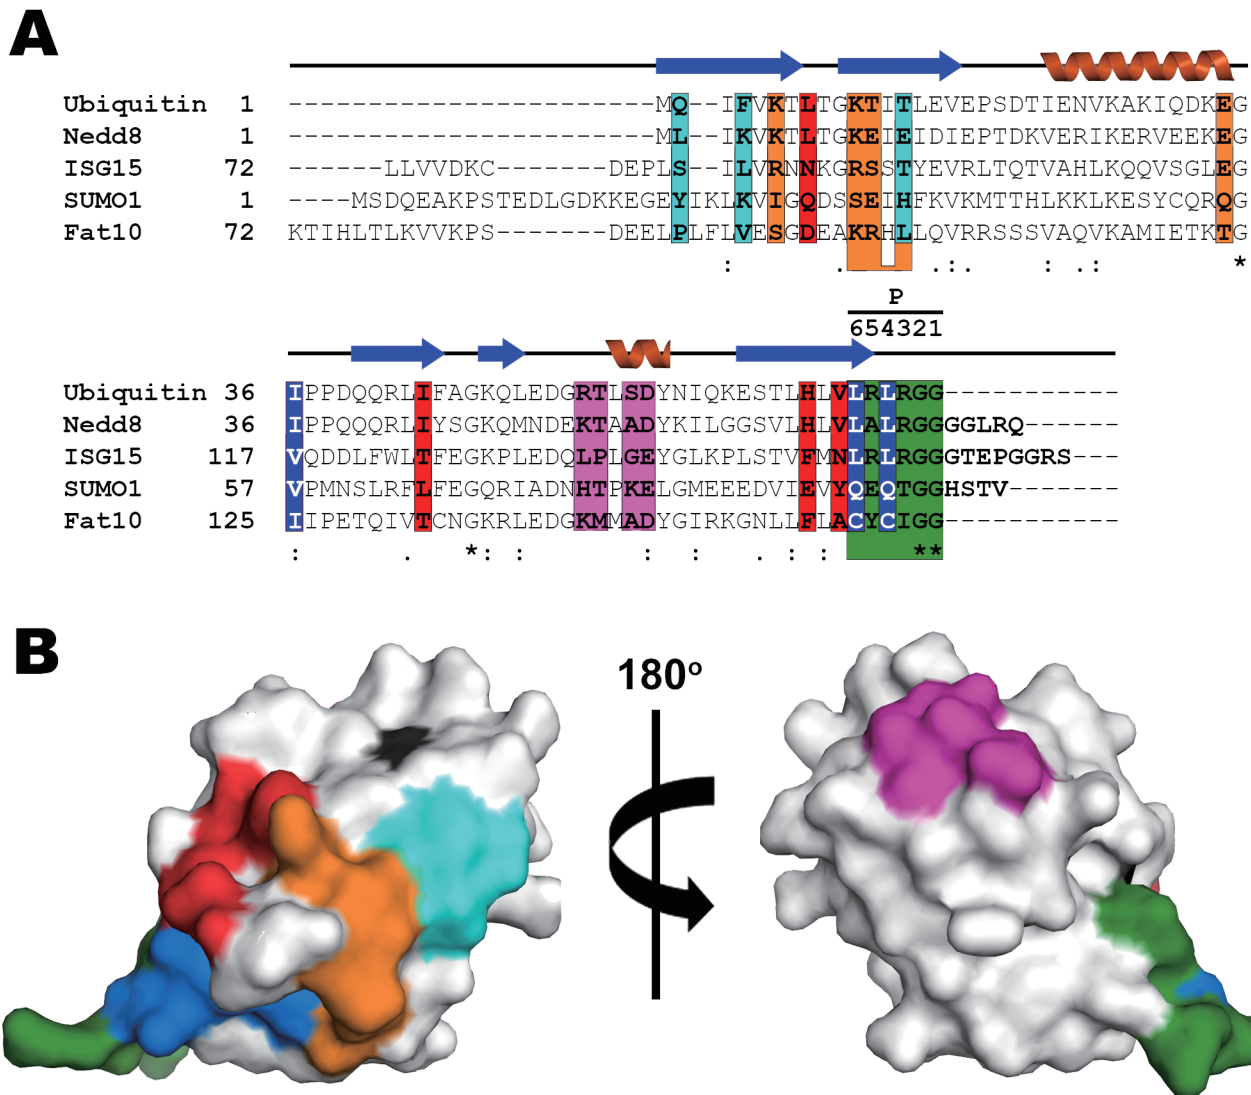 A
Ubiquitin 1 -----------------------MQ--IFVKTLTGKTITLEVEPSDTIENVKAKIQDKEG
Nedd8 1 -----------------------ML--IKVKTLTGKEIEIDIEPTDKVERIKERVEEKEG
ISG15 72 ------LLVVDKC-------DEPLS--ILVRNNKGRSSTYEVRLTQTVAHLKQQVSGLEG
SUMO1 1 ----MSDQEAKPSTEDLGDKKEGEYIKLKVIGQDSSEIHFKVKMTTHLKKLKESYCQRQG
Fat10 72 KTIHLTLKVVKPS-------DEELPLFLVESGDEAKRHLLQVRRSSSVAQVKAMIETKTG
: . .:. : .: *
P
654321
Ubiquitin 36 IPPDQQRLIFAGKQLEDGRTLSDYNIQKESTLHLVLRLRGG-----------
Nedd8 36 IPPQQQRLIYSGKQMNDEKTAADYKILGGSVLHLVLALRGGGGLRQ------
ISG15 117 VQDDLFWLTFEGKPLEDQLPLGEYGLKPLSTVFMNLRLRGGGTEPGGRS---
SUMO1 57 VPMNSLRFLFEGQRIADNHTPKELGMEEEDVIEVYQEQTGGHSTV-------
Fat10 125 IIPETQIVTCNGKRLEDGKMMADYGIRKGNLLFLACYCIGG-----------
: . *: : : : . : : **
B
180º